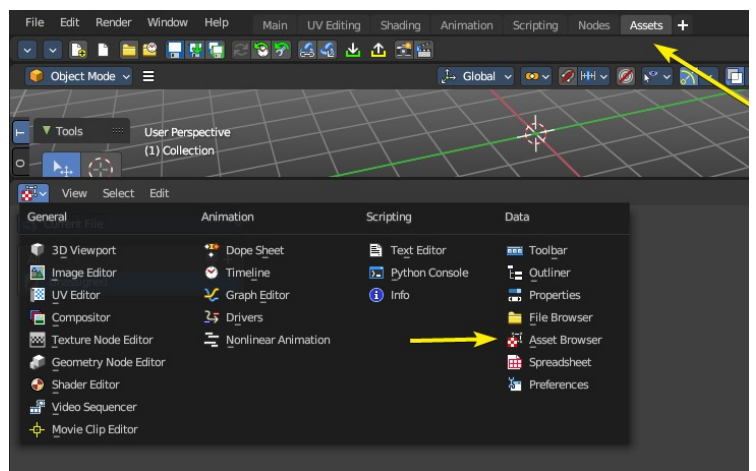 File Edit Render Window Help Main UV Editing Shading Animation Scripting Nodes Assets +
Object Mode Global
Tools
User Perspective
(1) Collection
View Select Edit
General Animation Scripting Data
3D Viewport Dope Sheet Text Editor Toolbar
Image Editor Timeline Python Console Outliner
UV Editor Graph Editor Info Properties
Compositor Drivers File Browser
Texture Node Editor Nonlinear Animation Asset Browser
Geometry Node Editor Spreadsheet
Shader Editor Preferences
Video Sequencer
Movie Clip Editor